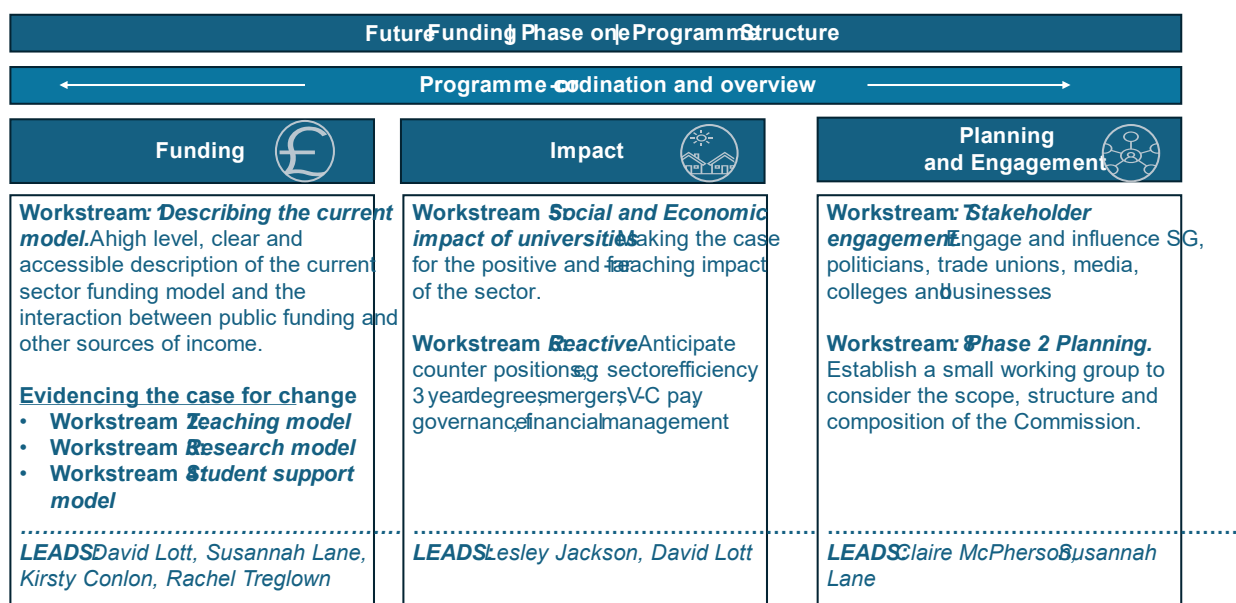 Future Funding | Phase one | Programme Structure
Programme co-ordination and overview
Funding
Workstream 1: Describing the current
model. A high level, clear and
accessible description of the current
sector funding model and the
interaction between public funding and
other sources of income.
Evidencing the case for change
• Workstream 2: Teaching model
• Workstream 3: Research model
• Workstream 4: Student support
model
LEADS: David Lott, Susannah Lane,
Kirsty Conlon, Rachel Treglown
Impact
Workstream 5: Social and Economic
impact of universities. Making the case
for the positive and far-reaching impact
of the sector.
Workstream 6: Reactive. Anticipate
counter positions, eg: sector efficiency,
3 year degrees, mergers, V-C pay,
governance, financial management
LEADS: Lesley Jackson, David Lott
Planning
and Engagement
Workstream 7: Stakeholder
engagement. Engage and influence SG,
politicians, trade unions, media,
colleges and businesses.
Workstream 8: Phase 2 Planning.
Establish a small working group to
consider the scope, structure and
composition of the Commission.
LEADS: Claire McPherson, Susannah
Lane